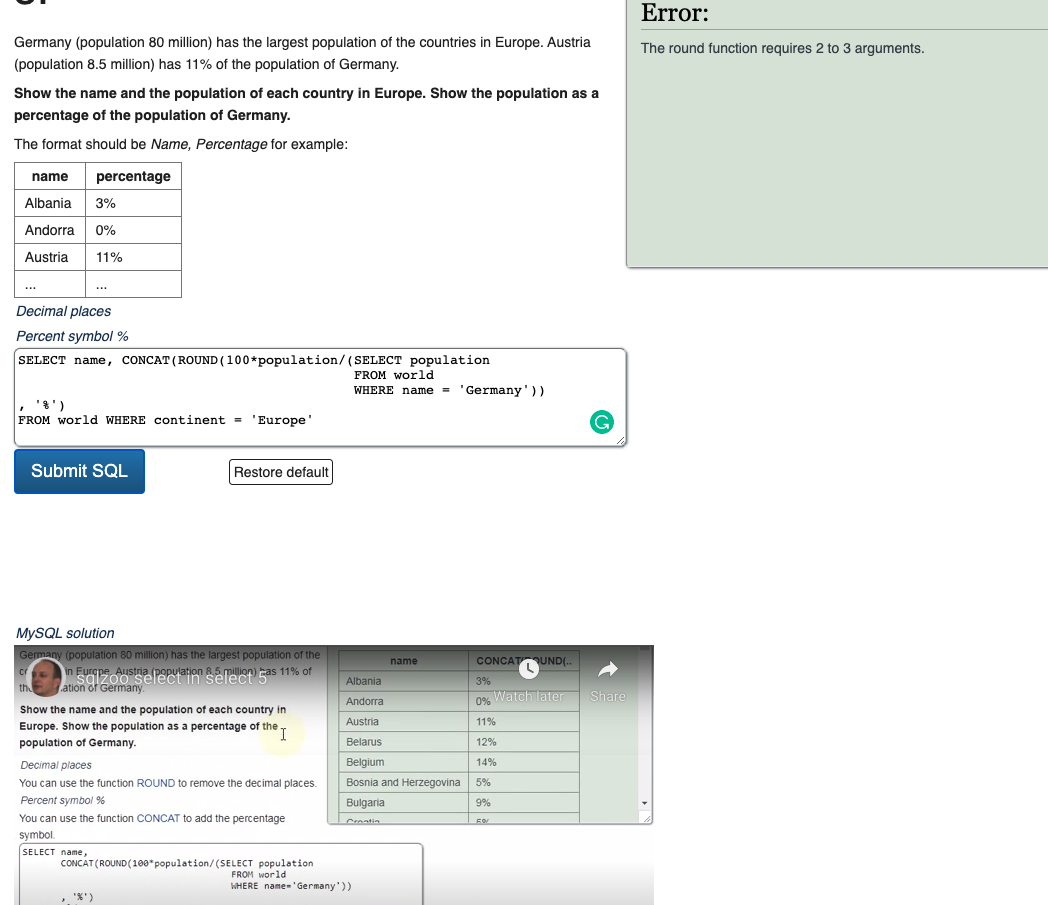 Error:
The round function requires 2 to 3 arguments.
Germany (population 80 million) has the largest population of the countries in Europe. Austria
(population 8.5 million) has 11% of the population of Germany.
Show the name and the population of each country in Europe. Show the population as a
percentage of the population of Germany.
The format should be Name, Percentage for example:
name percentage
Albania 3%
Andorra 0%
Austria 11%
... ...
Decimal places
Percent symbol %
SELECT name, CONCAT(ROUND(100*population/(SELECT population
FROM world
WHERE name = 'Germany'))
, '%')
FROM world WHERE continent = 'Europe'
Submit SQL
Restore default
MySQL solution
Germany (population 80 million) has the largest population of the
in Europe. Austria (population 8.5 million) has 11% of
of Germany.
sqlzoo select in select 5
Watch later
Share
Show the name and the population of each country in
Europe. Show the population as a percentage of the
population of Germany.
Decimal places
You can use the function ROUND to remove the decimal places.
Percent symbol %
You can use the function CONCAT to add the percentage
symbol.
name
Albania 3%
Andorra 0%
Austria 11%
Belarus 12%
Belgium 14%
Bosnia and Herzegovina 5%
Bulgaria 9%
Croatia 5%
SELECT name,
CONCAT(ROUND(100*population/(SELECT population
FROM world
WHERE name='Germany'))
, '%')